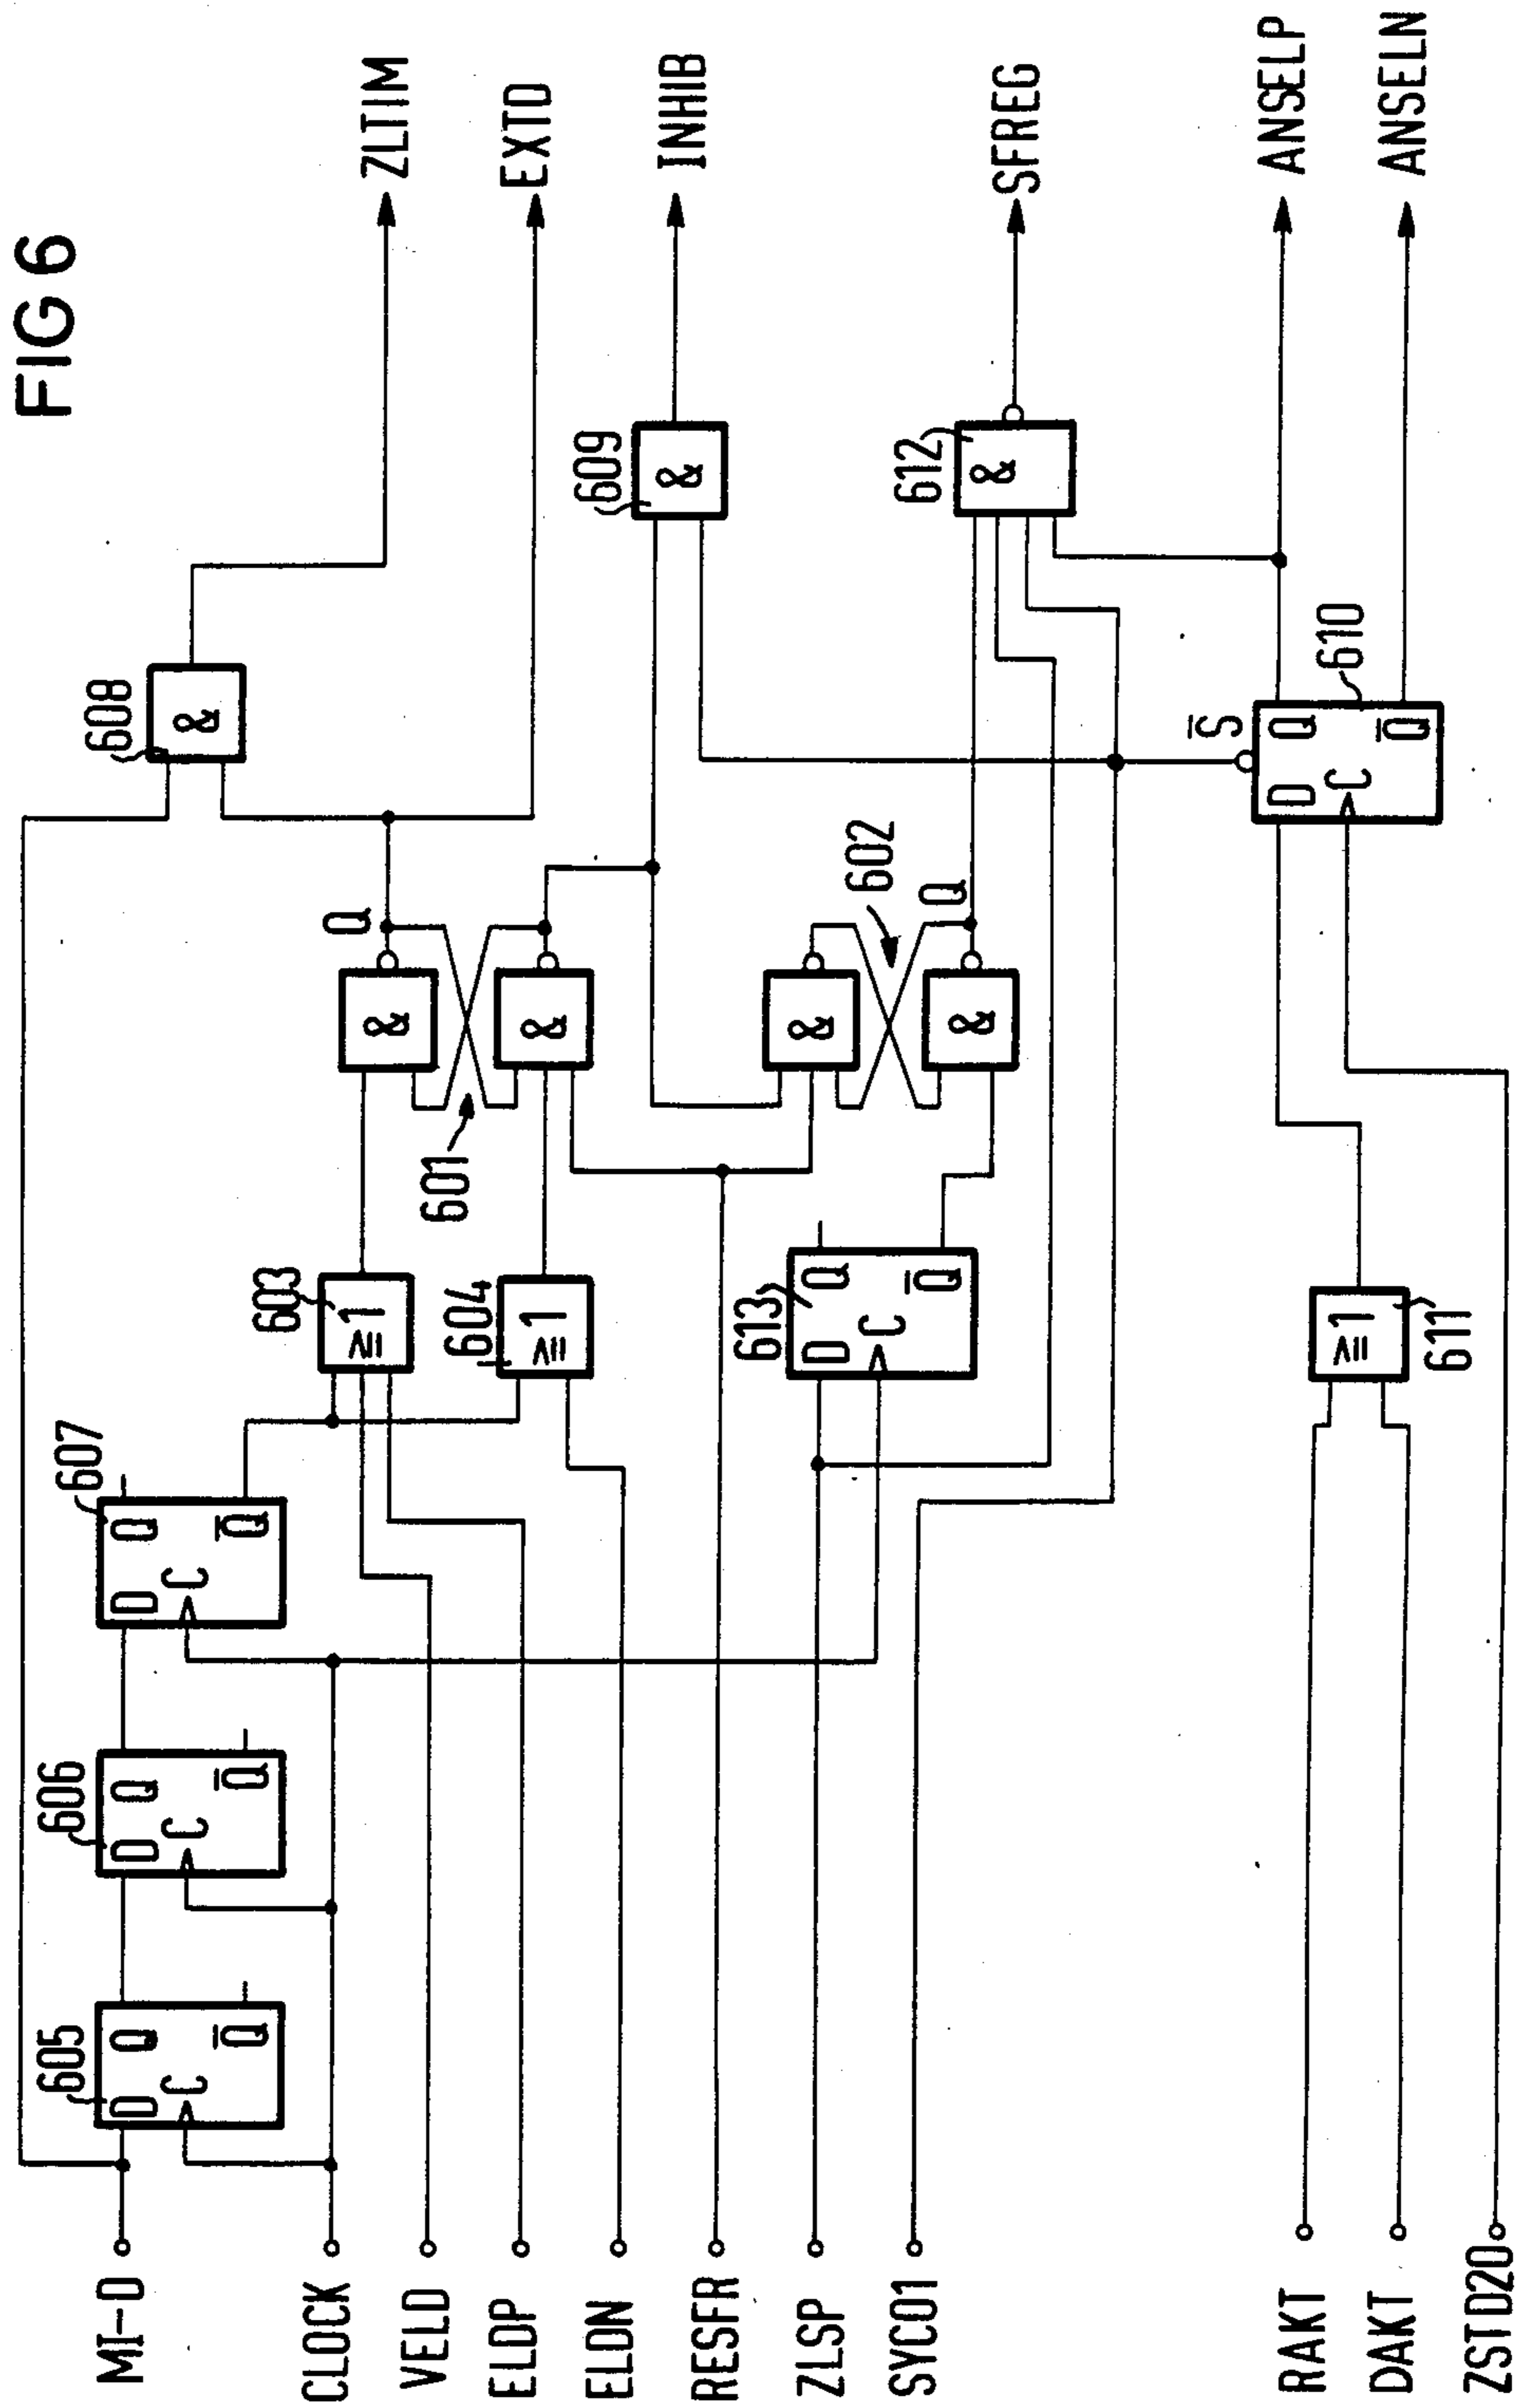 FIG 6
MI-D
CLOCK
VELD
ELDP
ELDN
RESFR
ZLSP
SYC01
RAKT
DAKT
ZSTD20
605
D
Q
C
Q̅
606
D
Q
C
Q̅
607
D
Q
C
Q̅
603
≥1
604
≥1
613
D
Q
C
Q̅
611
≥1
601
&
Q
&
602
&
&
Q
608
&
609
&
612
&
610
S̅
D
Q
C
Q̅
ZLTIM
EXTD
INHIB
SFREG
ANSELP
ANSELN